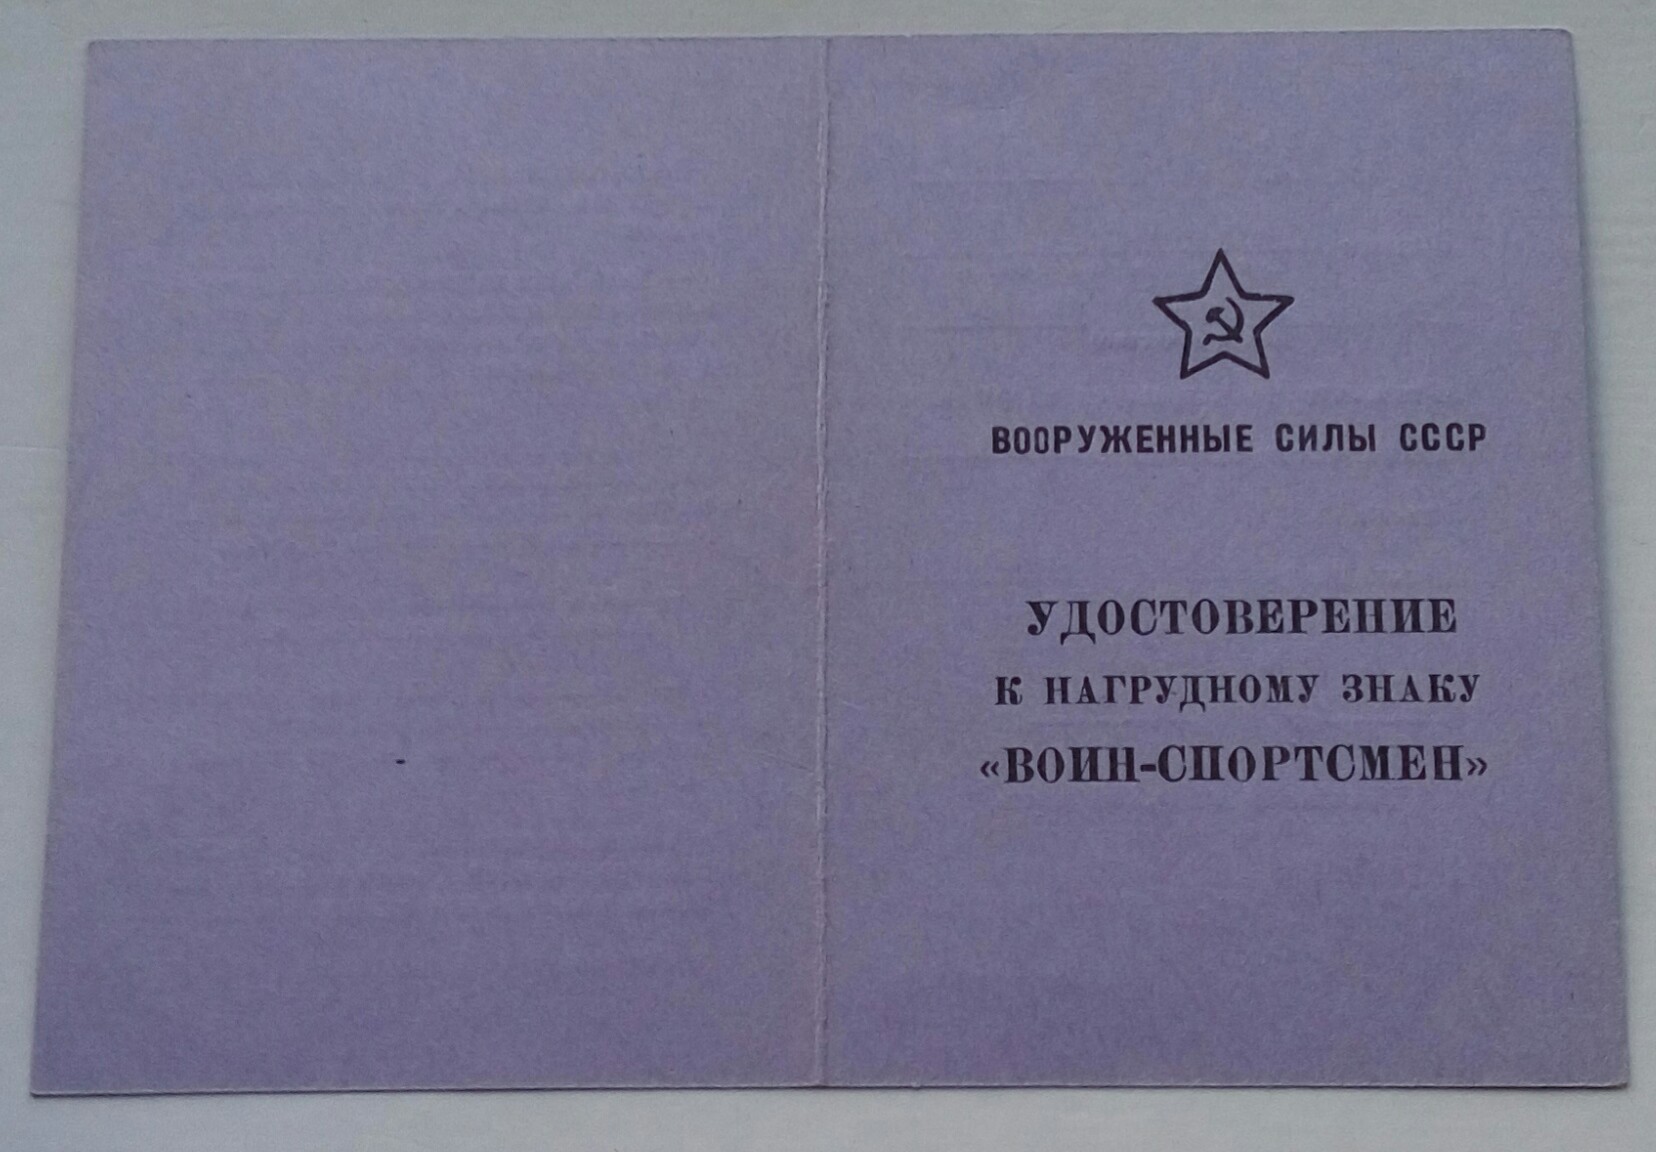 ВООРУЖЕННЫЕ СИЛЫ СССР
УДОСТОВЕРЕНИЕ
К НАГРУДНОМУ ЗНАКУ
«ВОИН-СПОРТСМЕН»